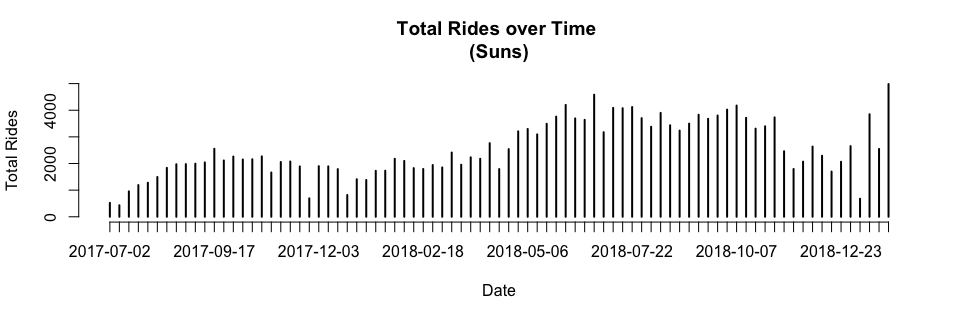 Total Rides over Time
(Suns)
Total Rides
4000
2000
0
2017-07-02 2017-09-17 2017-12-03 2018-02-18 2018-05-06 2018-07-22 2018-10-07 2018-12-23
Date